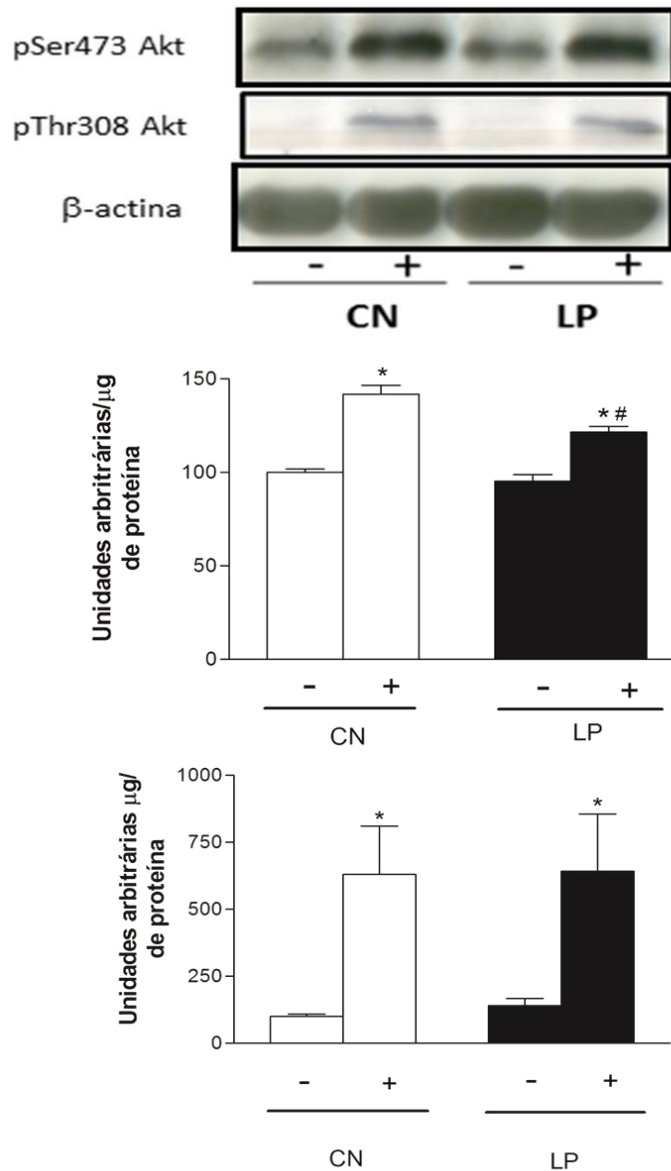 pSer473 Akt
pThr308 Akt
β-actina
- + - +
CN LP
Unidades arbritrárias/µg
de proteína
150
100
50
0
*
* #
- + - +
CN LP
Unidades arbitrárias µg/
de proteína
1000
750
500
250
0
* *
- + - +
CN LP